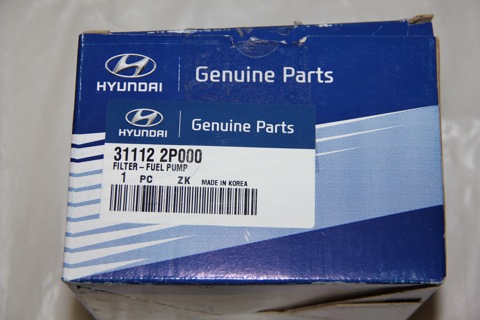 HYUNDAI Genuine Parts
HYUNDAI Genuine Parts
31112 2P000
FILTER-FUEL PUMP
1 PC ZK MADE IN KOREA